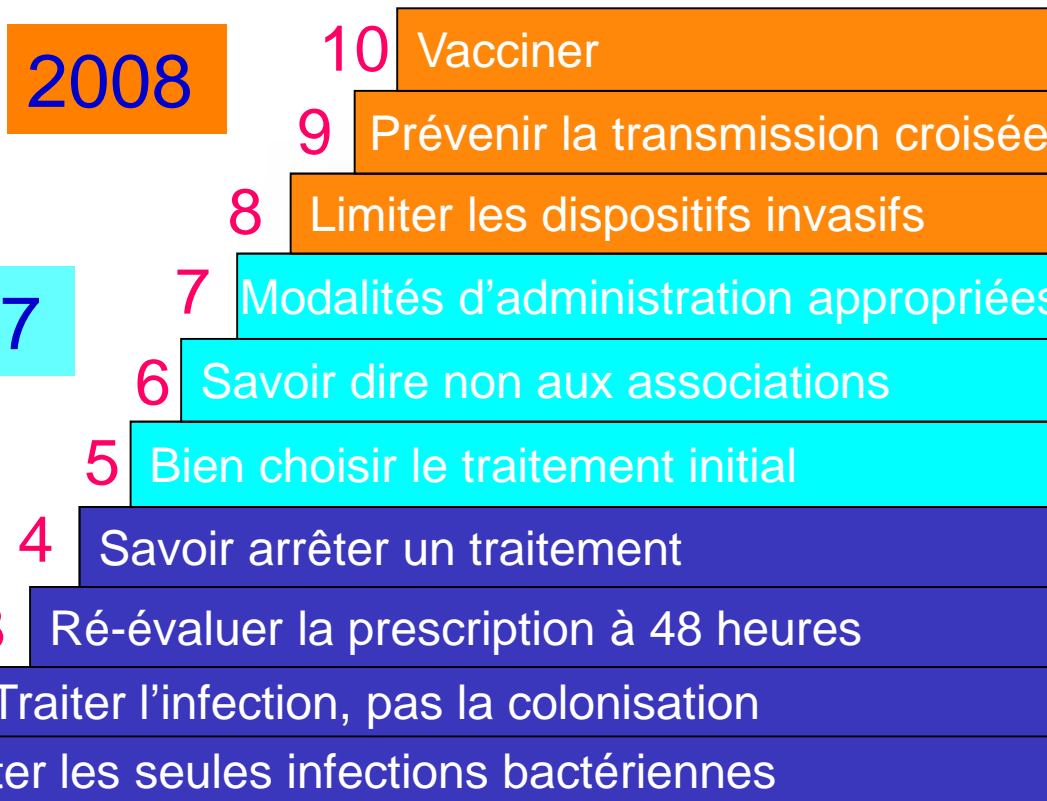 2008
10 Vacciner
9 Prévenir la transmission croisée
8 Limiter les dispositifs invasifs
7 Modalités d’administration appropriées
7
6 Savoir dire non aux associations
5 Bien choisir le traitement initial
4 Savoir arrêter un traitement
3 Ré-évaluer la prescription à 48 heures
Traiter l’infection, pas la colonisation
ter les seules infections bactériennes